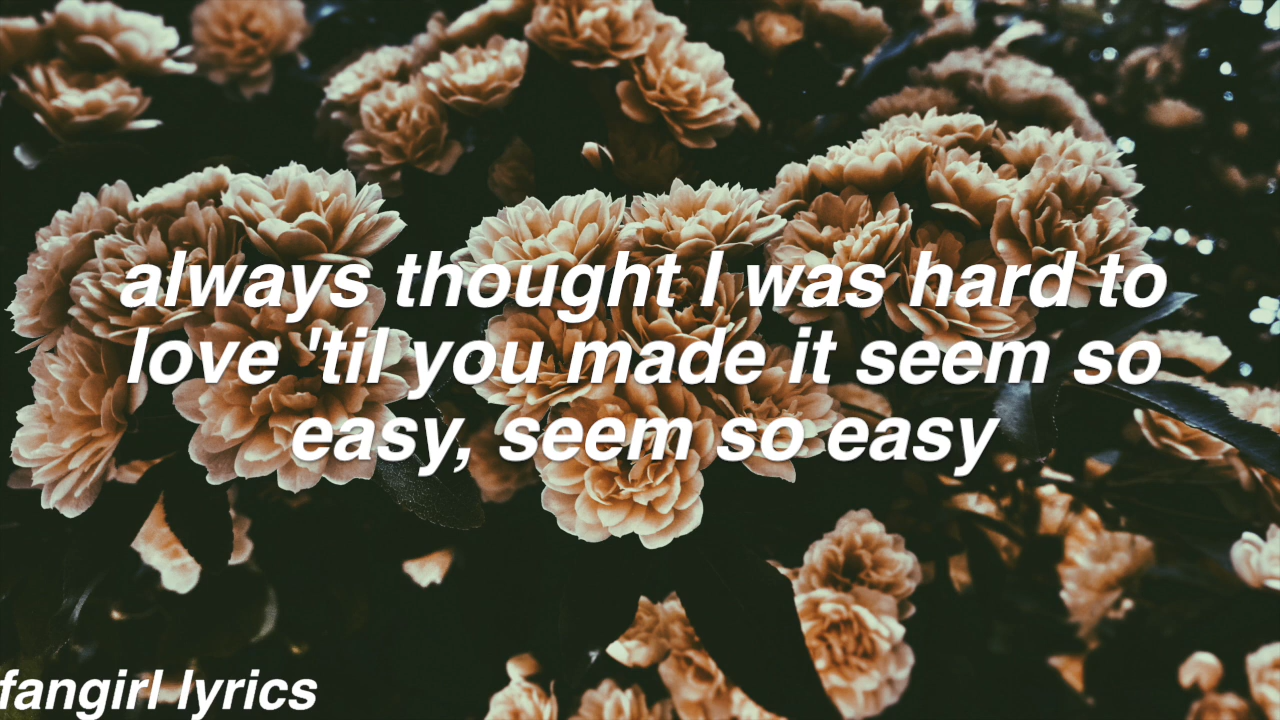 always thought I was hard to
love 'til you made it seem so
easy, seem so easy
fangirl lyrics